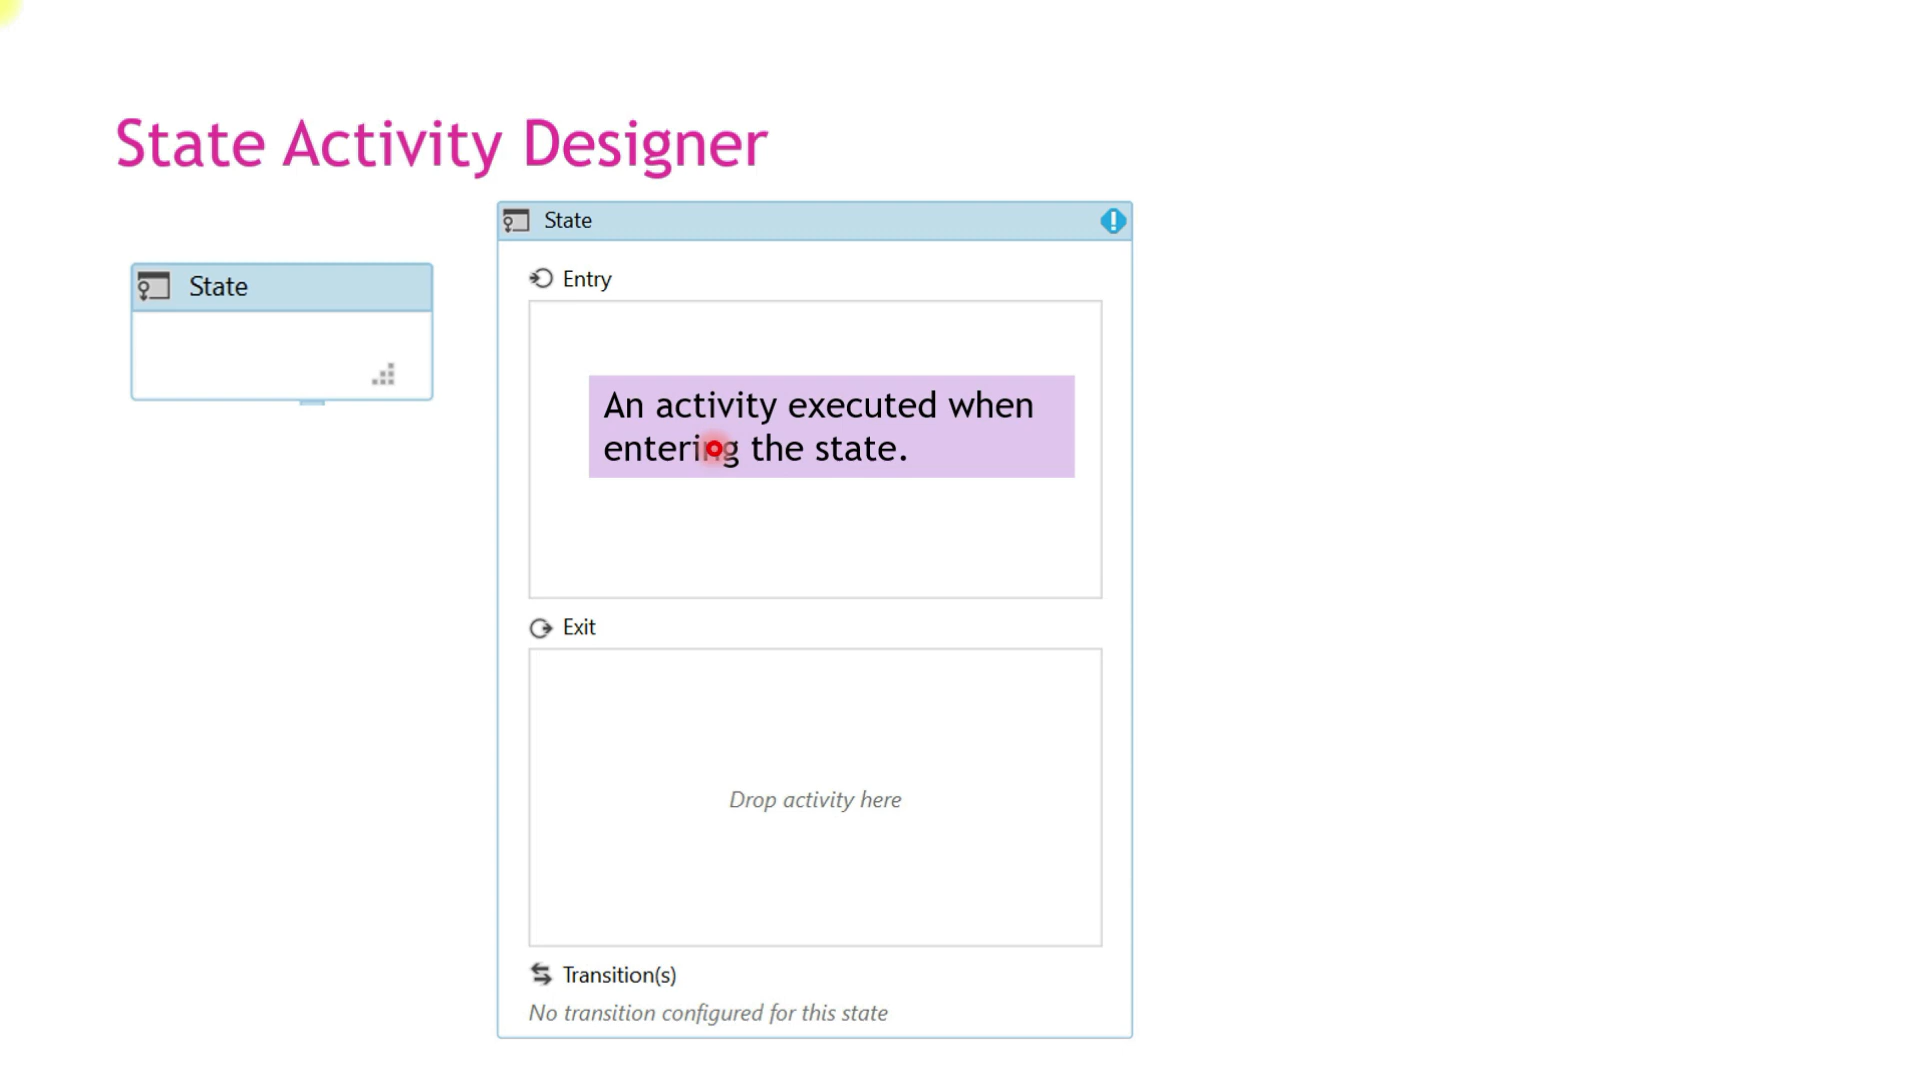 State Activity Designer
State
State
Entry
An activity executed when
entering the state.
Exit
Drop activity here
Transition(s)
No transition configured for this state